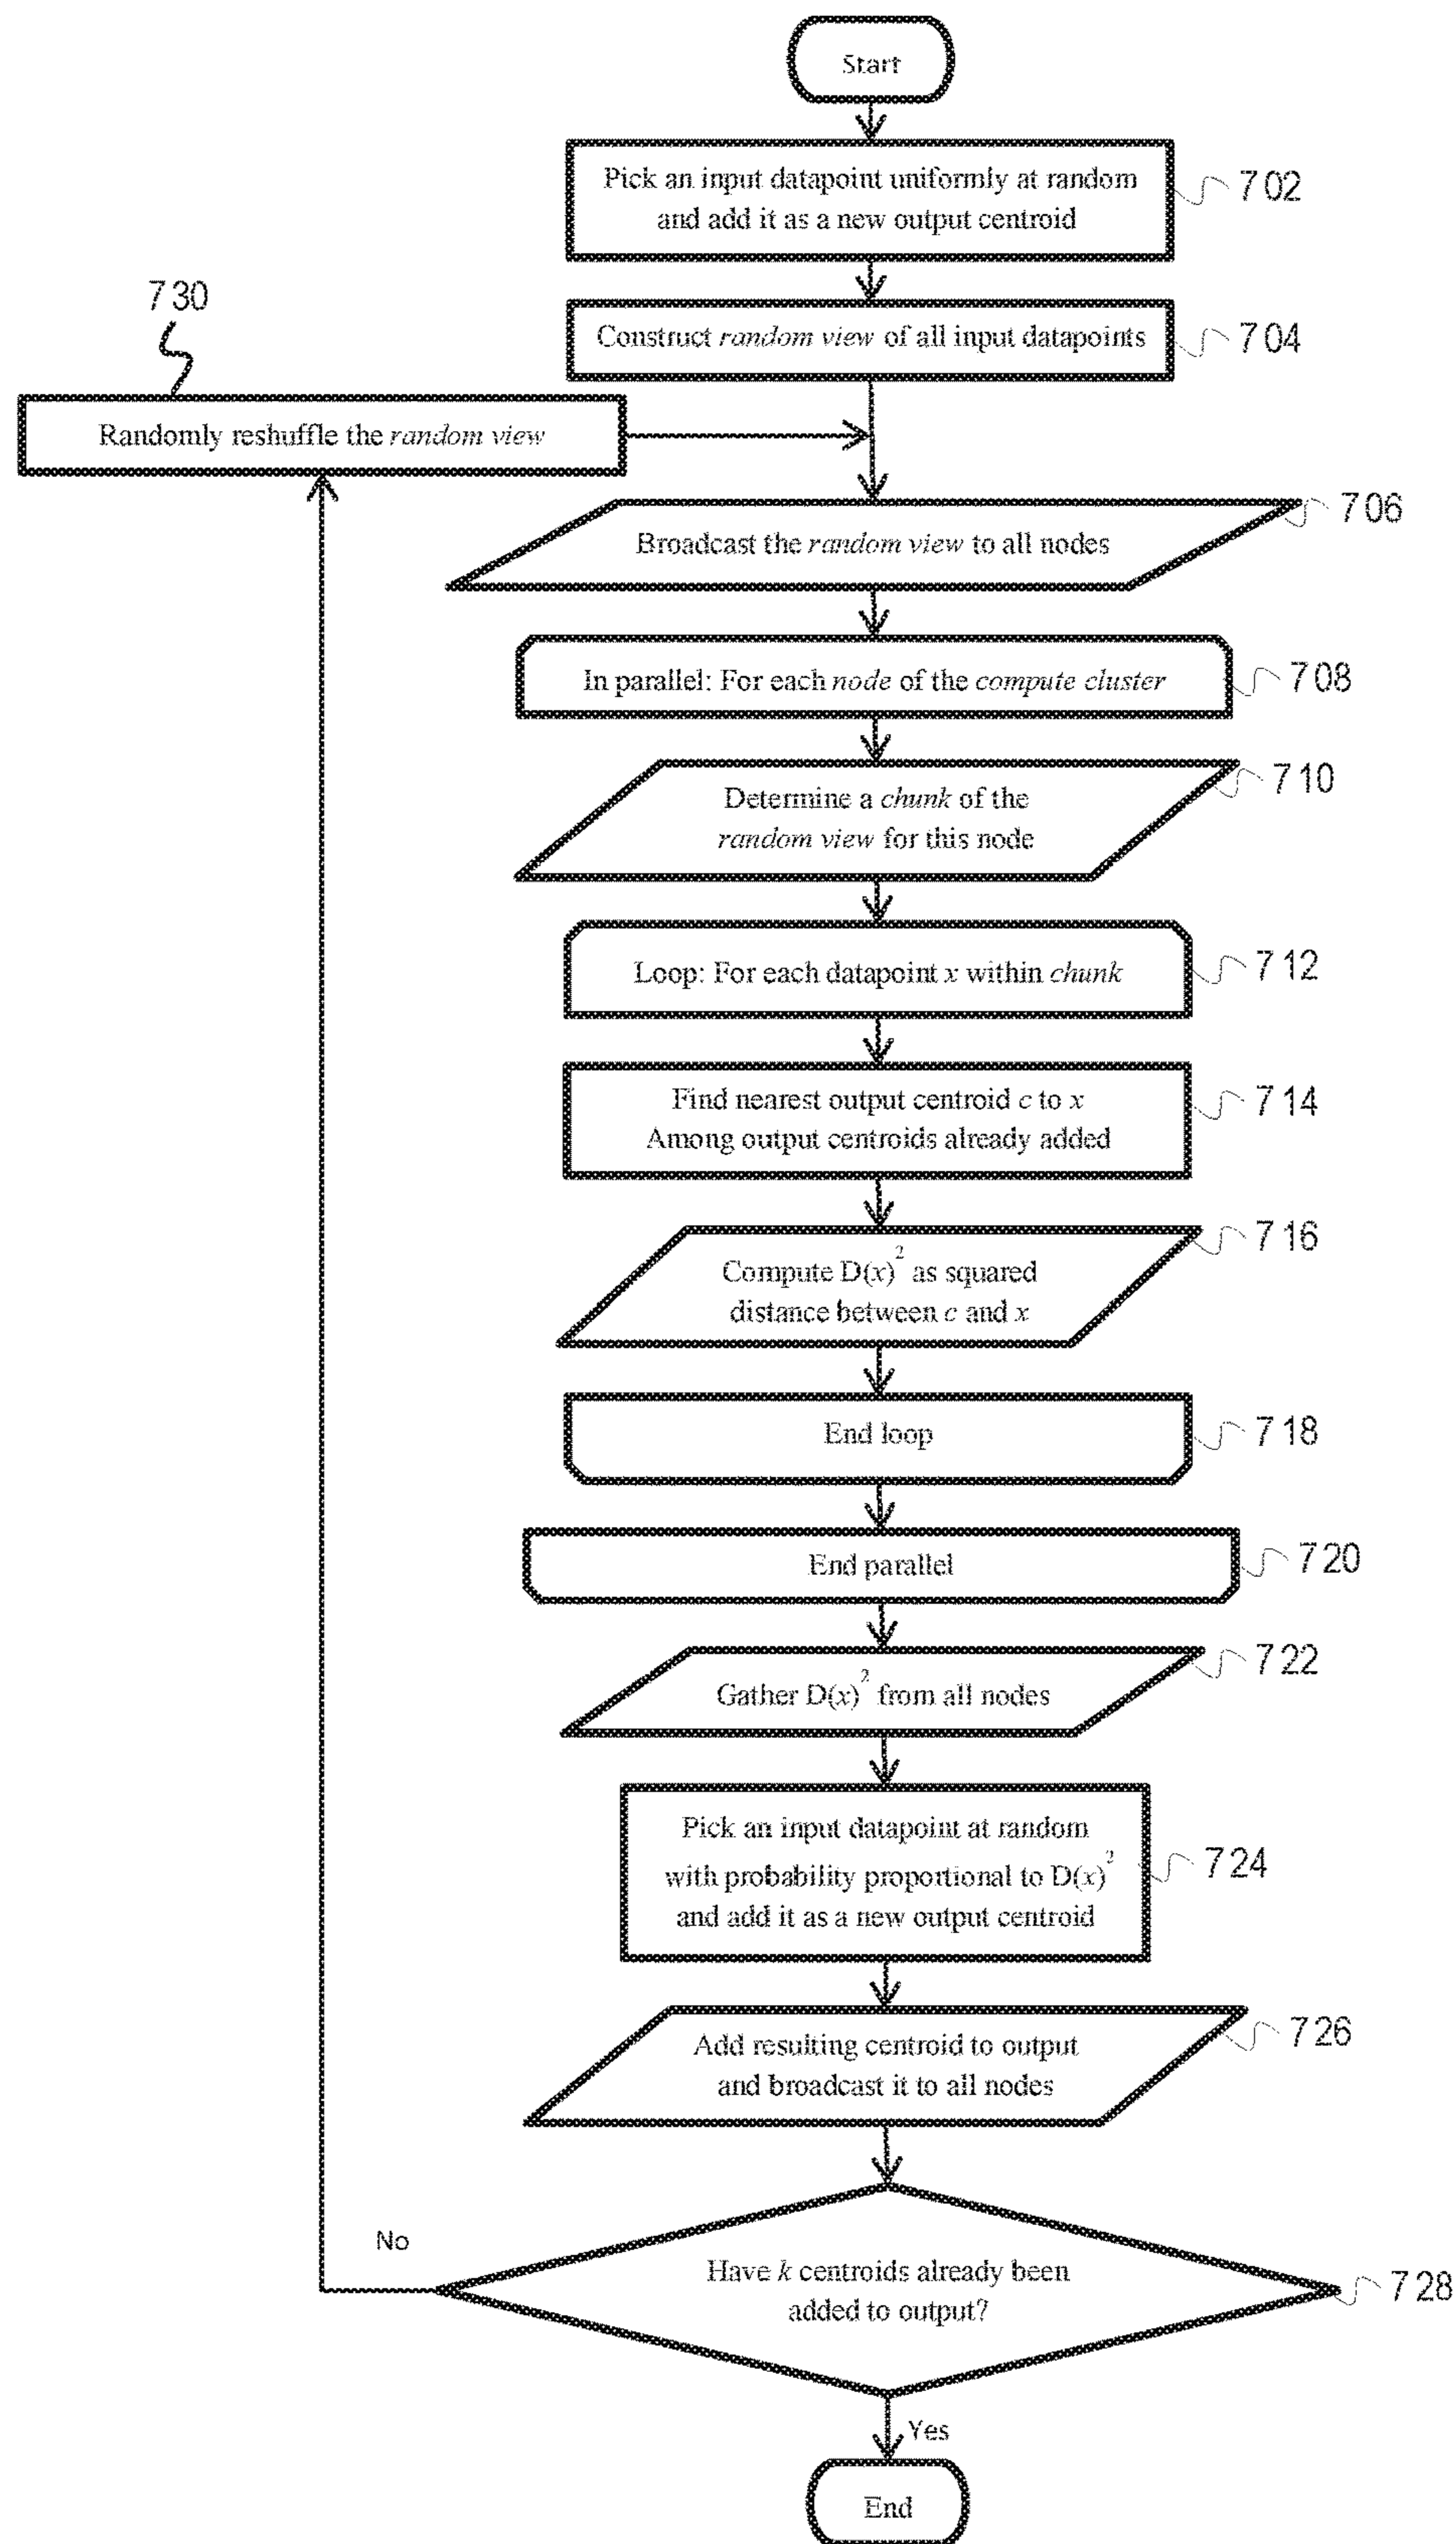 Start
Pick an input datapoint uniformly at random
and add it as a new output centroid
702
Construct random view of all input datapoints
704
730
Randomly reshuffle the random view
Broadcast the random view to all nodes
706
In parallel: For each node of the compute cluster
708
Determine a chunk of the
random view for this node
710
Loop: For each datapoint x within chunk
712
Find nearest output centroid c to x
Among output centroids already added
714
Compute D(x)² as squared
distance between c and x
716
End loop
718
End parallel
720
Gather D(x)² from all nodes
722
Pick an input datapoint at random
with probability proportional to D(x)²
and add it as a new output centroid
724
Add resulting centroid to output
and broadcast it to all nodes
726
Have k centroids already been
added to output?
728
No
Yes
End